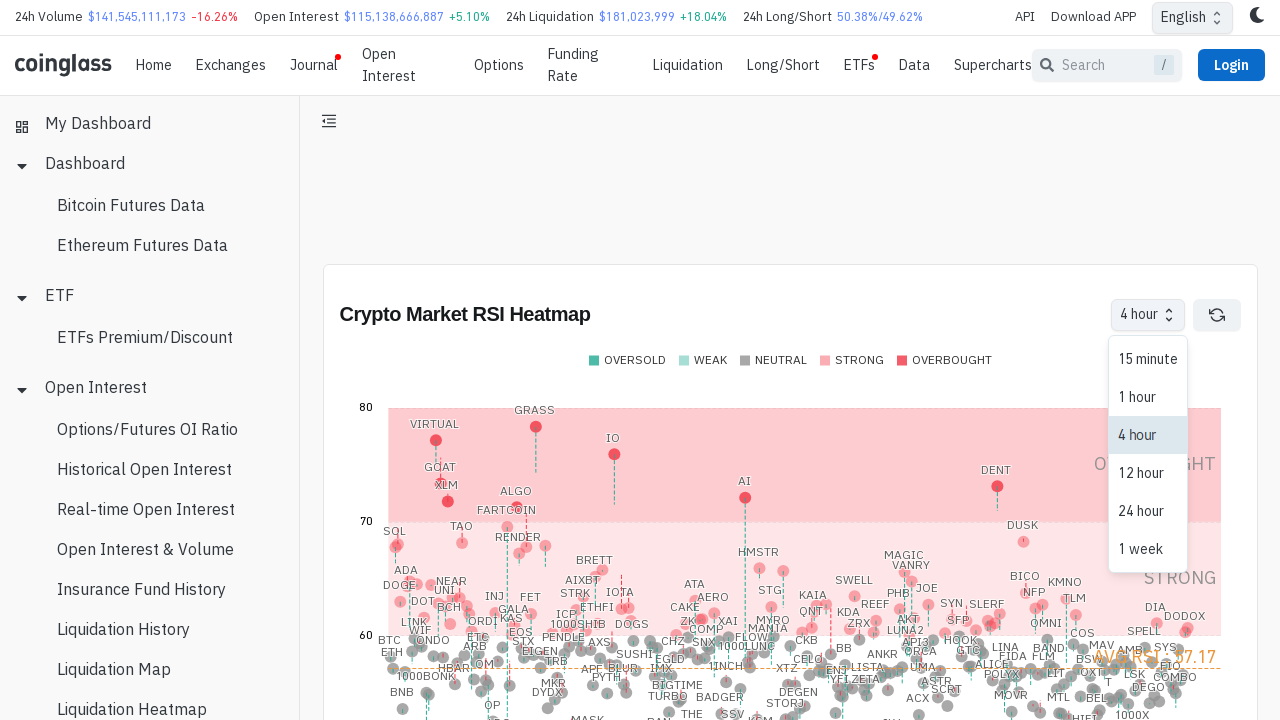 24h Volume $141,545,111,173 -16.26% Open Interest $115,138,666,887 +5.10% 24h Liquidation $181,023,999 +18.04% 24h Long/Short 50.38%/49.62% API Download APP English
coinglass Home Exchanges Journal Open Interest Options Funding Rate Liquidation Long/Short ETFs Data Supercharts Search / Login
My Dashboard
Dashboard
Bitcoin Futures Data
Ethereum Futures Data
ETF
ETFs Premium/Discount
Open Interest
Options/Futures OI Ratio
Historical Open Interest
Real-time Open Interest
Open Interest & Volume
Insurance Fund History
Liquidation History
Liquidation Map
Liquidation Heatmap
Crypto Market RSI Heatmap
4 hour
15 minute
1 hour
4 hour
12 hour
24 hour
1 week
OVERSOLD WEAK NEUTRAL STRONG OVERBOUGHT
80
GRASS
VIRTUAL
IO
GOAT
DENT
AI
XLM
ALGO
FARTCOIN
70
SOL
TAO
DUSK
RENDER
HMSTR
MAGIC
BRETT
VANRY
ADA
STRONG
DOGE
NEAR
AIXBT
ATA
SWELL
BICO
KMNO
UNI
INJ
FET
STRK
IOTA
AERO
STG
KAIA
PHB
JOE
NFP
TLM
DOT
BCH
GALA
ETHFI
CAKE
REEF
SYN
SLERF
DIA
LINK
ORDI
KAS
ICP
1000SHIB
DOGS
ZK
XAI
MYRO
QNT
KDA
ZRX
AKT
SFP
OMNI
DODOX
WIF
EOS
COMP
MANTA
LUNA2
COS
SPELL
60
BTC
ONDO
ETC
STX
PENDLE
AXS
CHZ
SNX
FLOW
CKB
API3
HOOK
MAV
SYS
ETH
ARB
EIGEN
SUSHI
1000LUNC
BB
ORCA
GTC
LINA
BAND
AMB
HBAR
OM
TRB
EGLD
CELO
ANKR
FIDA
FLM
BSW
AVG RSI : 57.17
1000BONK
APE
BLUR
IMX
1INCH
XTZ
ENJ
LISTA
UMA
ALICE
POLYX
LIT
OXT
LSK
COMBO
BNB
MKR
PYTH
BIGTIME
YFI
ZETA
ASTR
T
DEGO
OP
DYDX
TURBO
BADGER
DEGEN
STORJ
ACX
SCRT
MOVR
MTL
BEL
MASK
THE
SSV
1000X